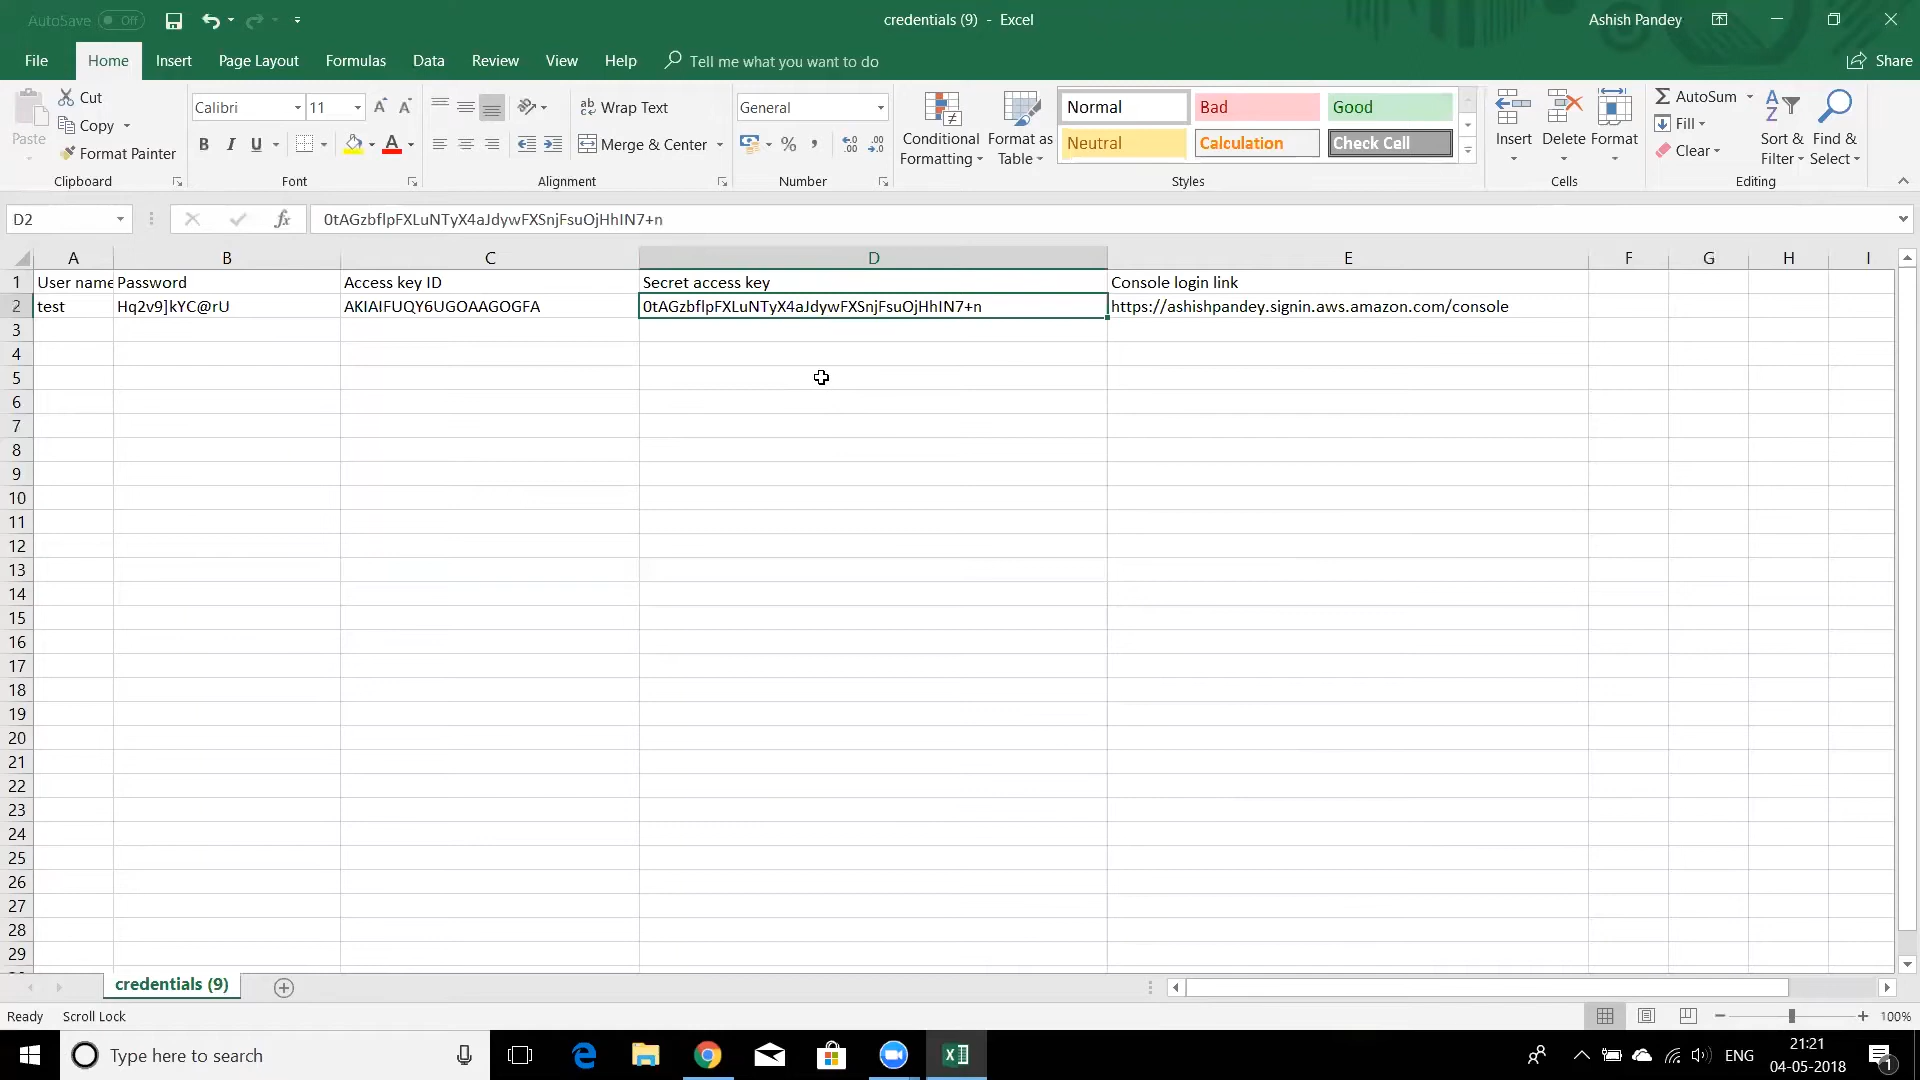 AutoSave Off
credentials (9) - Excel
Ashish Pandey
File Home Insert Page Layout Formulas Data Review View Help Tell me what you want to do Share
Paste
Cut
Copy
Format Painter
Clipboard
Calibri 11
B I U
Font
Wrap Text
Merge & Center
Alignment
General
Number
Conditional Formatting
Format as Table
Normal Bad Good
Neutral Calculation Check Cell
Styles
Insert Delete Format
Cells
AutoSum
Fill
Clear
Sort & Filter
Find & Select
Editing
D2 fx 0tAGzbflpFXLuNTyX4aJdywFXSnjFsuOjHhIN7+n
A B C D E F G H I
1 User name Password Access key ID Secret access key Console login link
2 test Hq2v9]kYC@rU AKIAIFUQY6UGOAAGOGFA 0tAGzbflpFXLuNTyX4aJdywFXSnjFsuOjHhIN7+n https://ashishpandey.signin.aws.amazon.com/console
3
4
5
6
7
8
9
10
11
12
13
14
15
16
17
18
19
20
21
22
23
24
25
26
27
28
29
credentials (9)
Ready Scroll Lock 100%
Type here to search
ENG
21:21
04-05-2018
1